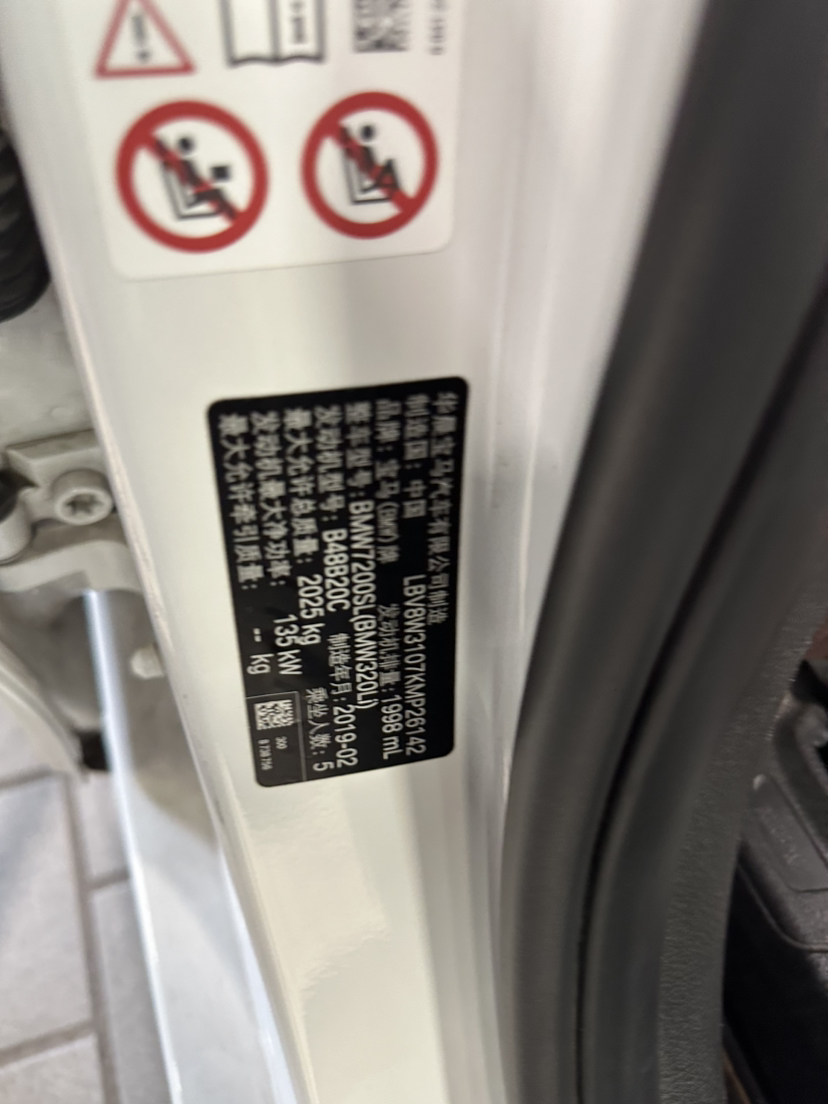 华晨宝马汽车有限公司制造
制造国：中国 LBV8W3107KMP26142
品牌：宝马(BMW)牌 发动机排量：1998 mL
整车型号：BMW7200SL(BMW320Li)
发动机型号：B48B20C 制造年月：2019-02
最大允许总质量：2025 kg 乘坐人数：5
发动机最大净功率：135 kW
最大允许牵引质量：-- kg